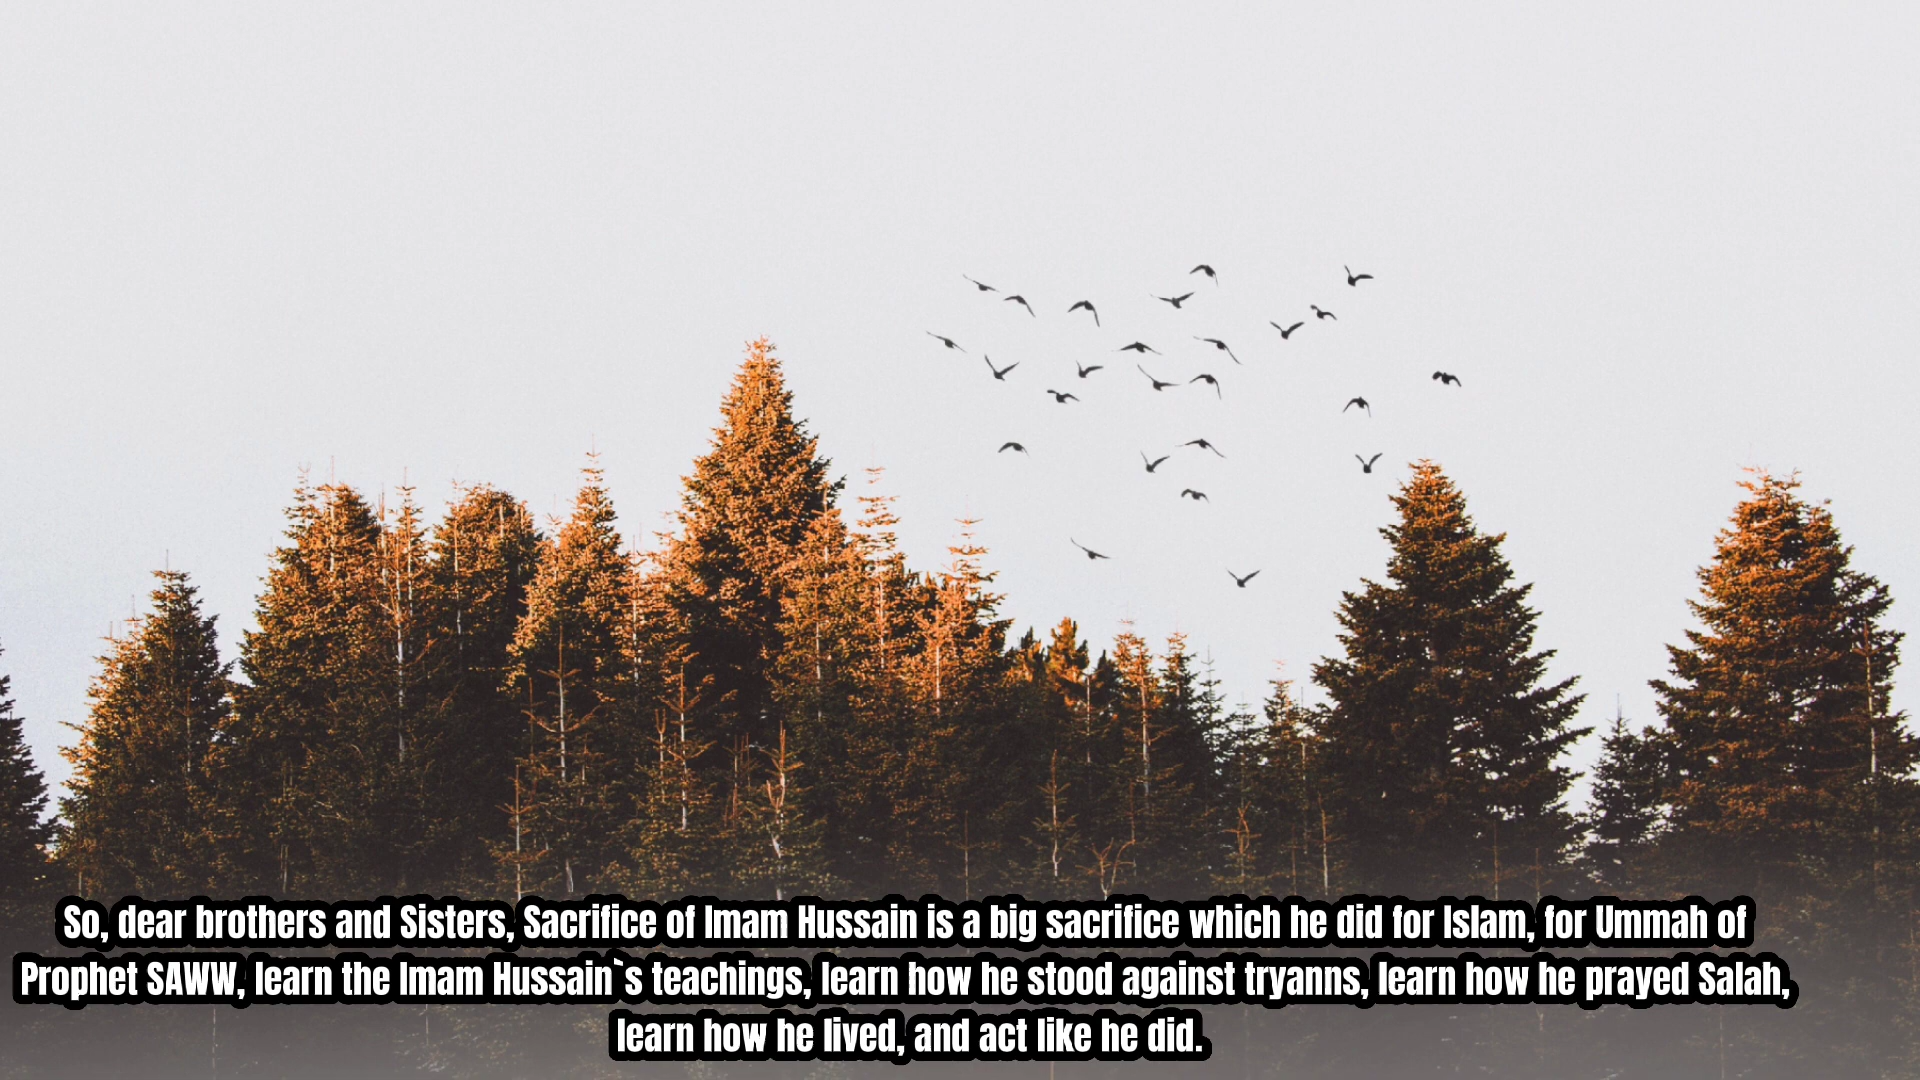 So, dear brothers and Sisters, Sacrifice of Imam Hussain is a big sacrifice which he did for Islam, for Ummah of
Prophet SAWW, learn the Imam Hussain`s teachings, learn how he stood against tryanns, learn how he prayed Salah,
learn how he lived, and act like he did.